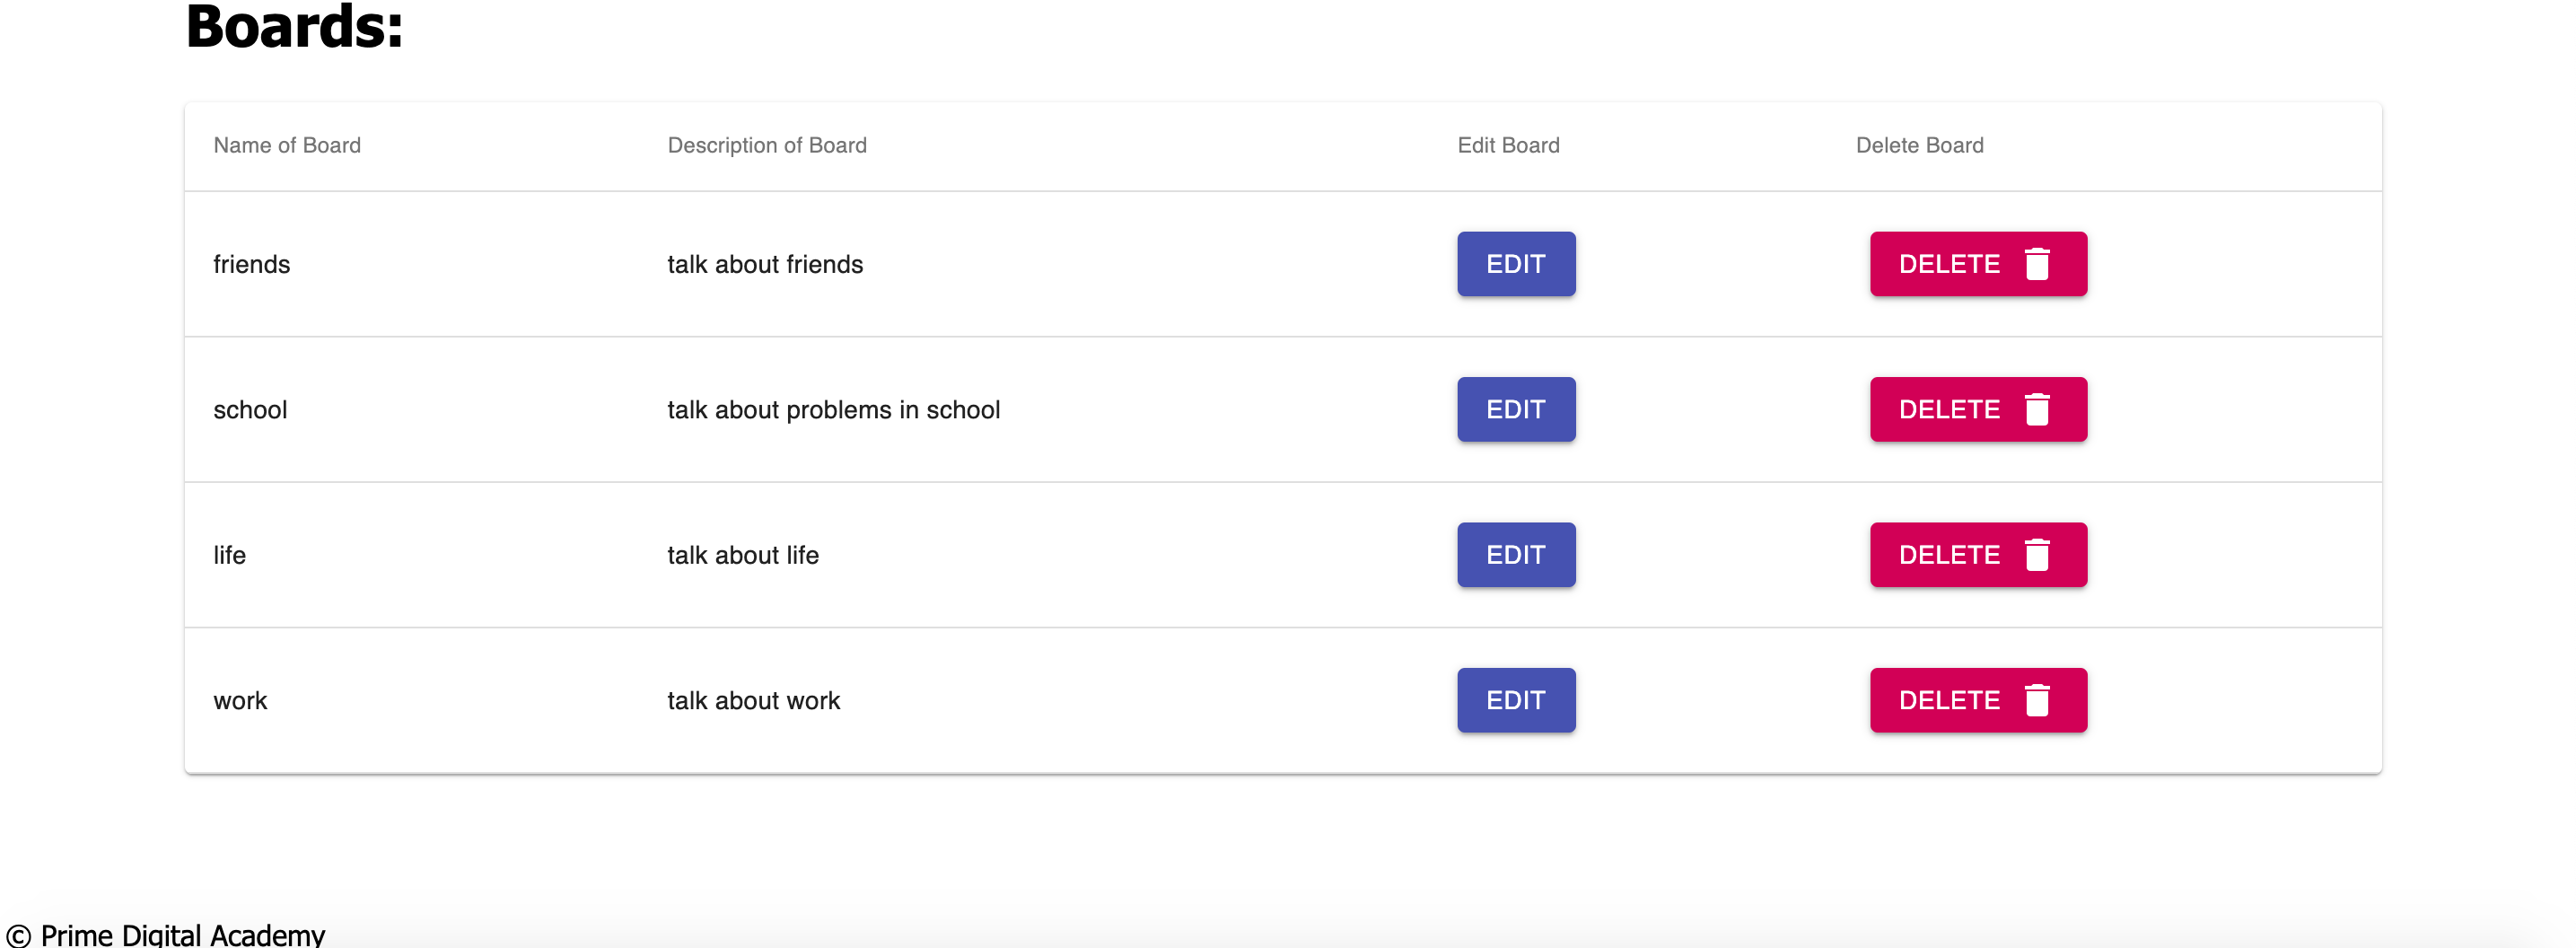 Boards:
Name of Board Description of Board Edit Board Delete Board
friends talk about friends EDIT DELETE
school talk about problems in school EDIT DELETE
life talk about life EDIT DELETE
work talk about work EDIT DELETE
© Prime Digital Academy